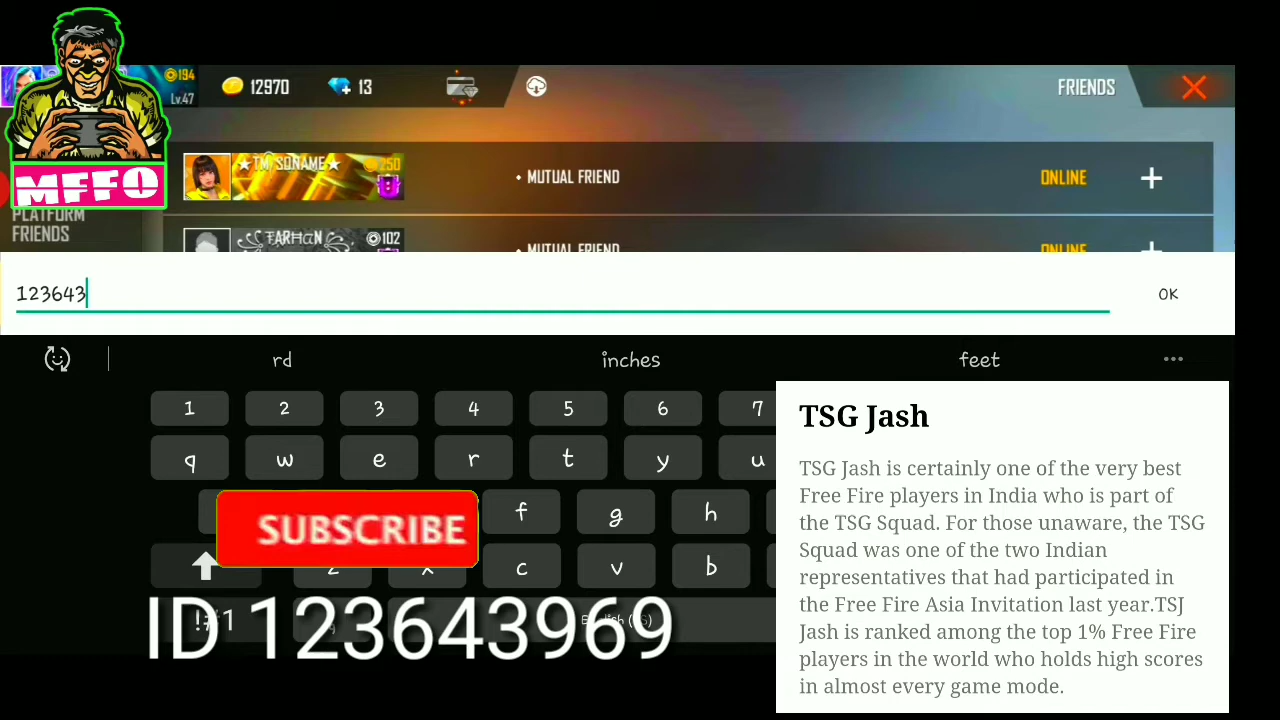 194
Lv.47
12970
13
FRIENDS
★TM SONAME★
250
• MUTUAL FRIEND
ONLINE
MFFO
PLATFORM
FRIENDS
102
MUTUAL FRIEND
ONLINE
123643
OK
rd
inches
feet
1 2 3 4 5 6 7
q w e r t y u
f g h
SUBSCRIBE
z x c v b
!#1
ID 123643969
TSG Jash
TSG Jash is certainly one of the very best
Free Fire players in India who is part of
the TSG Squad. For those unaware, the TSG
Squad was one of the two Indian
representatives that had participated in
the Free Fire Asia Invitation last year.TSJ
Jash is ranked among the top 1% Free Fire
players in the world who holds high scores
in almost every game mode.